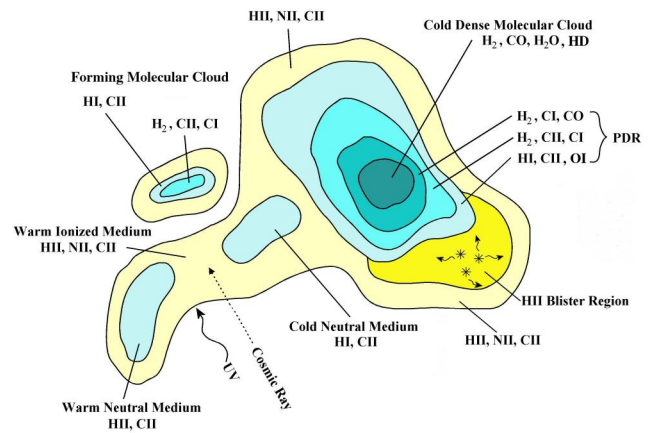 HII, NII, CII
Cold Dense Molecular Cloud
H2, CO, H2O, HD
Forming Molecular Cloud
HI, CII
H2, CII, CI
H2, CI, CO
H2, CII, CI
HI, CII, OI
PDR
Warm Ionized Medium
HII, NII, CII
HII Blister Region
Cold Neutral Medium
HI, CII
HII, NII, CII
UV
Cosmic Ray
Warm Neutral Medium
HII, CII